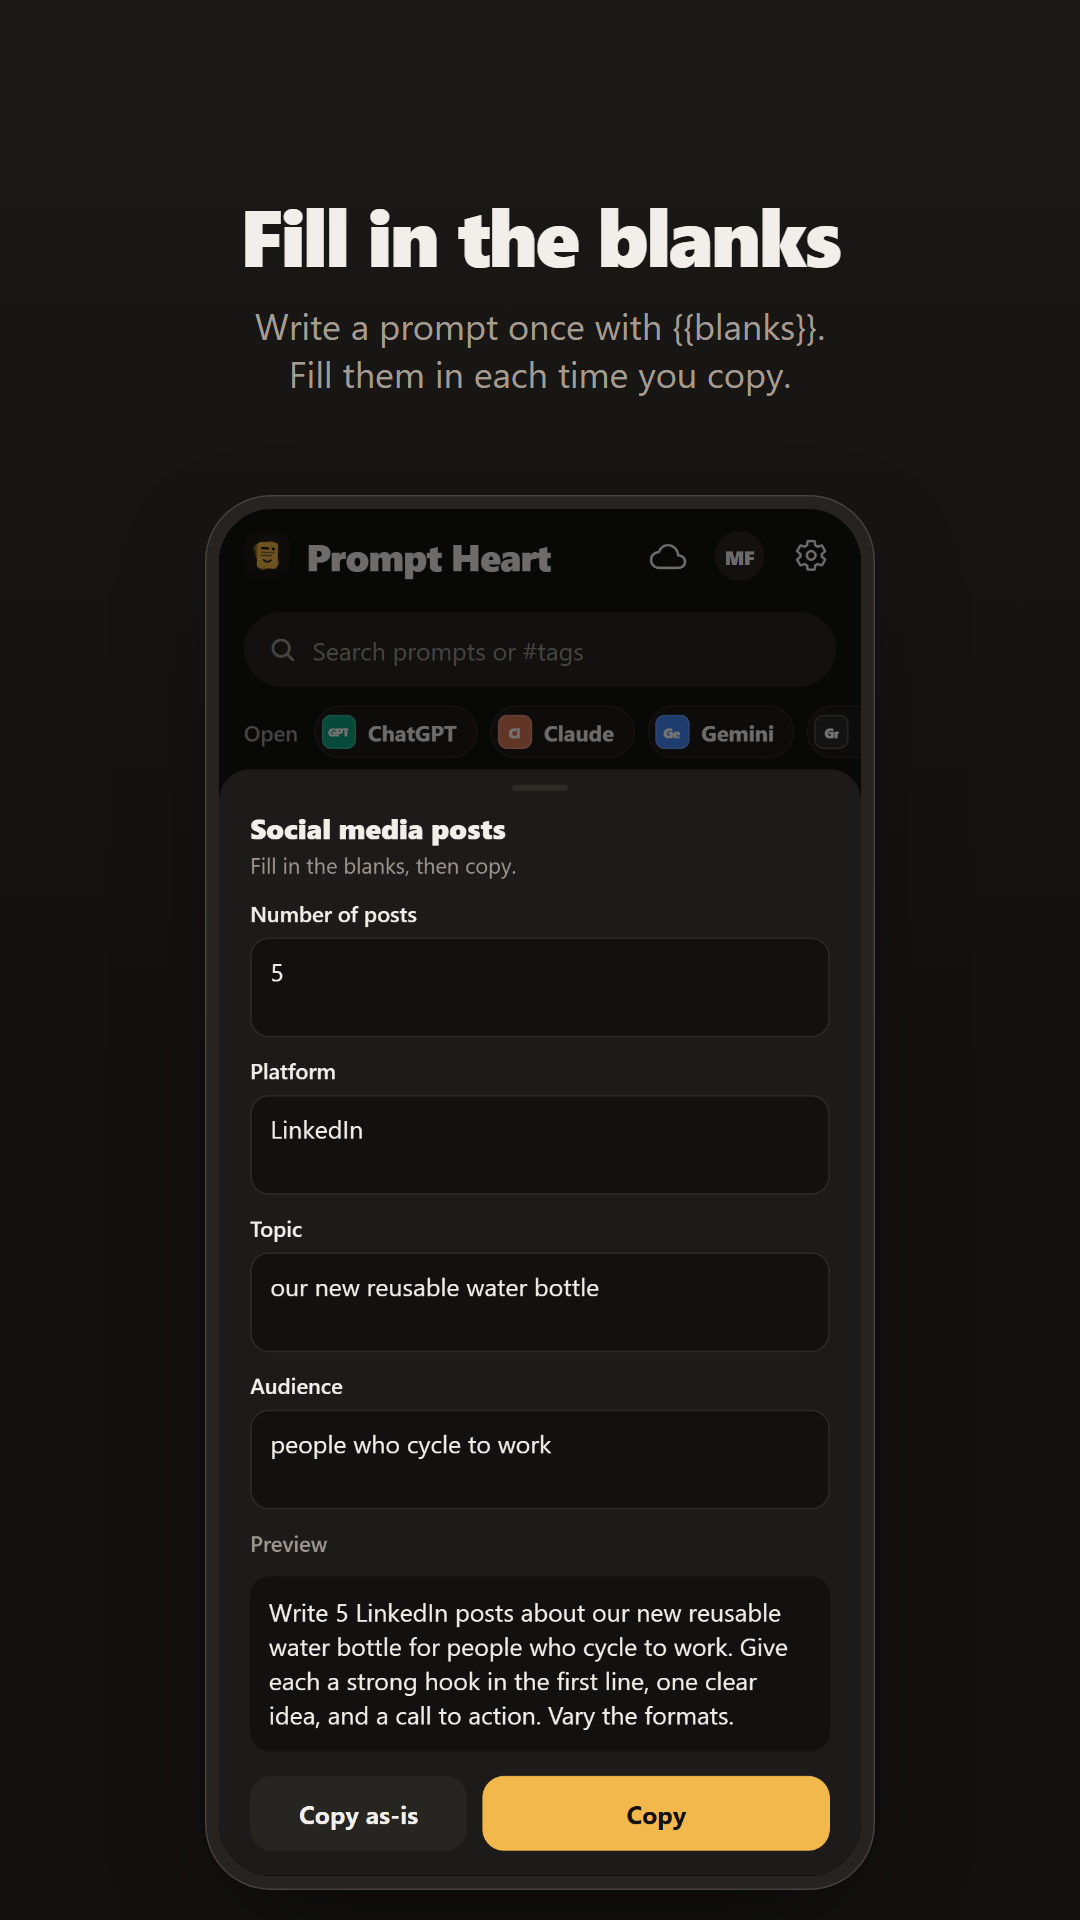 Fill in the blanks
Write a prompt once with {{blanks}}.
Fill them in each time you copy.
Prompt Heart
MF
Search prompts or #tags
Open
GPT ChatGPT
Cl Claude
Ge Gemini
Gr
Social media posts
Fill in the blanks, then copy.
Number of posts
5
Platform
LinkedIn
Topic
our new reusable water bottle
Audience
people who cycle to work
Preview
Write 5 LinkedIn posts about our new reusable
water bottle for people who cycle to work. Give
each a strong hook in the first line, one clear
idea, and a call to action. Vary the formats.
Copy as-is
Copy